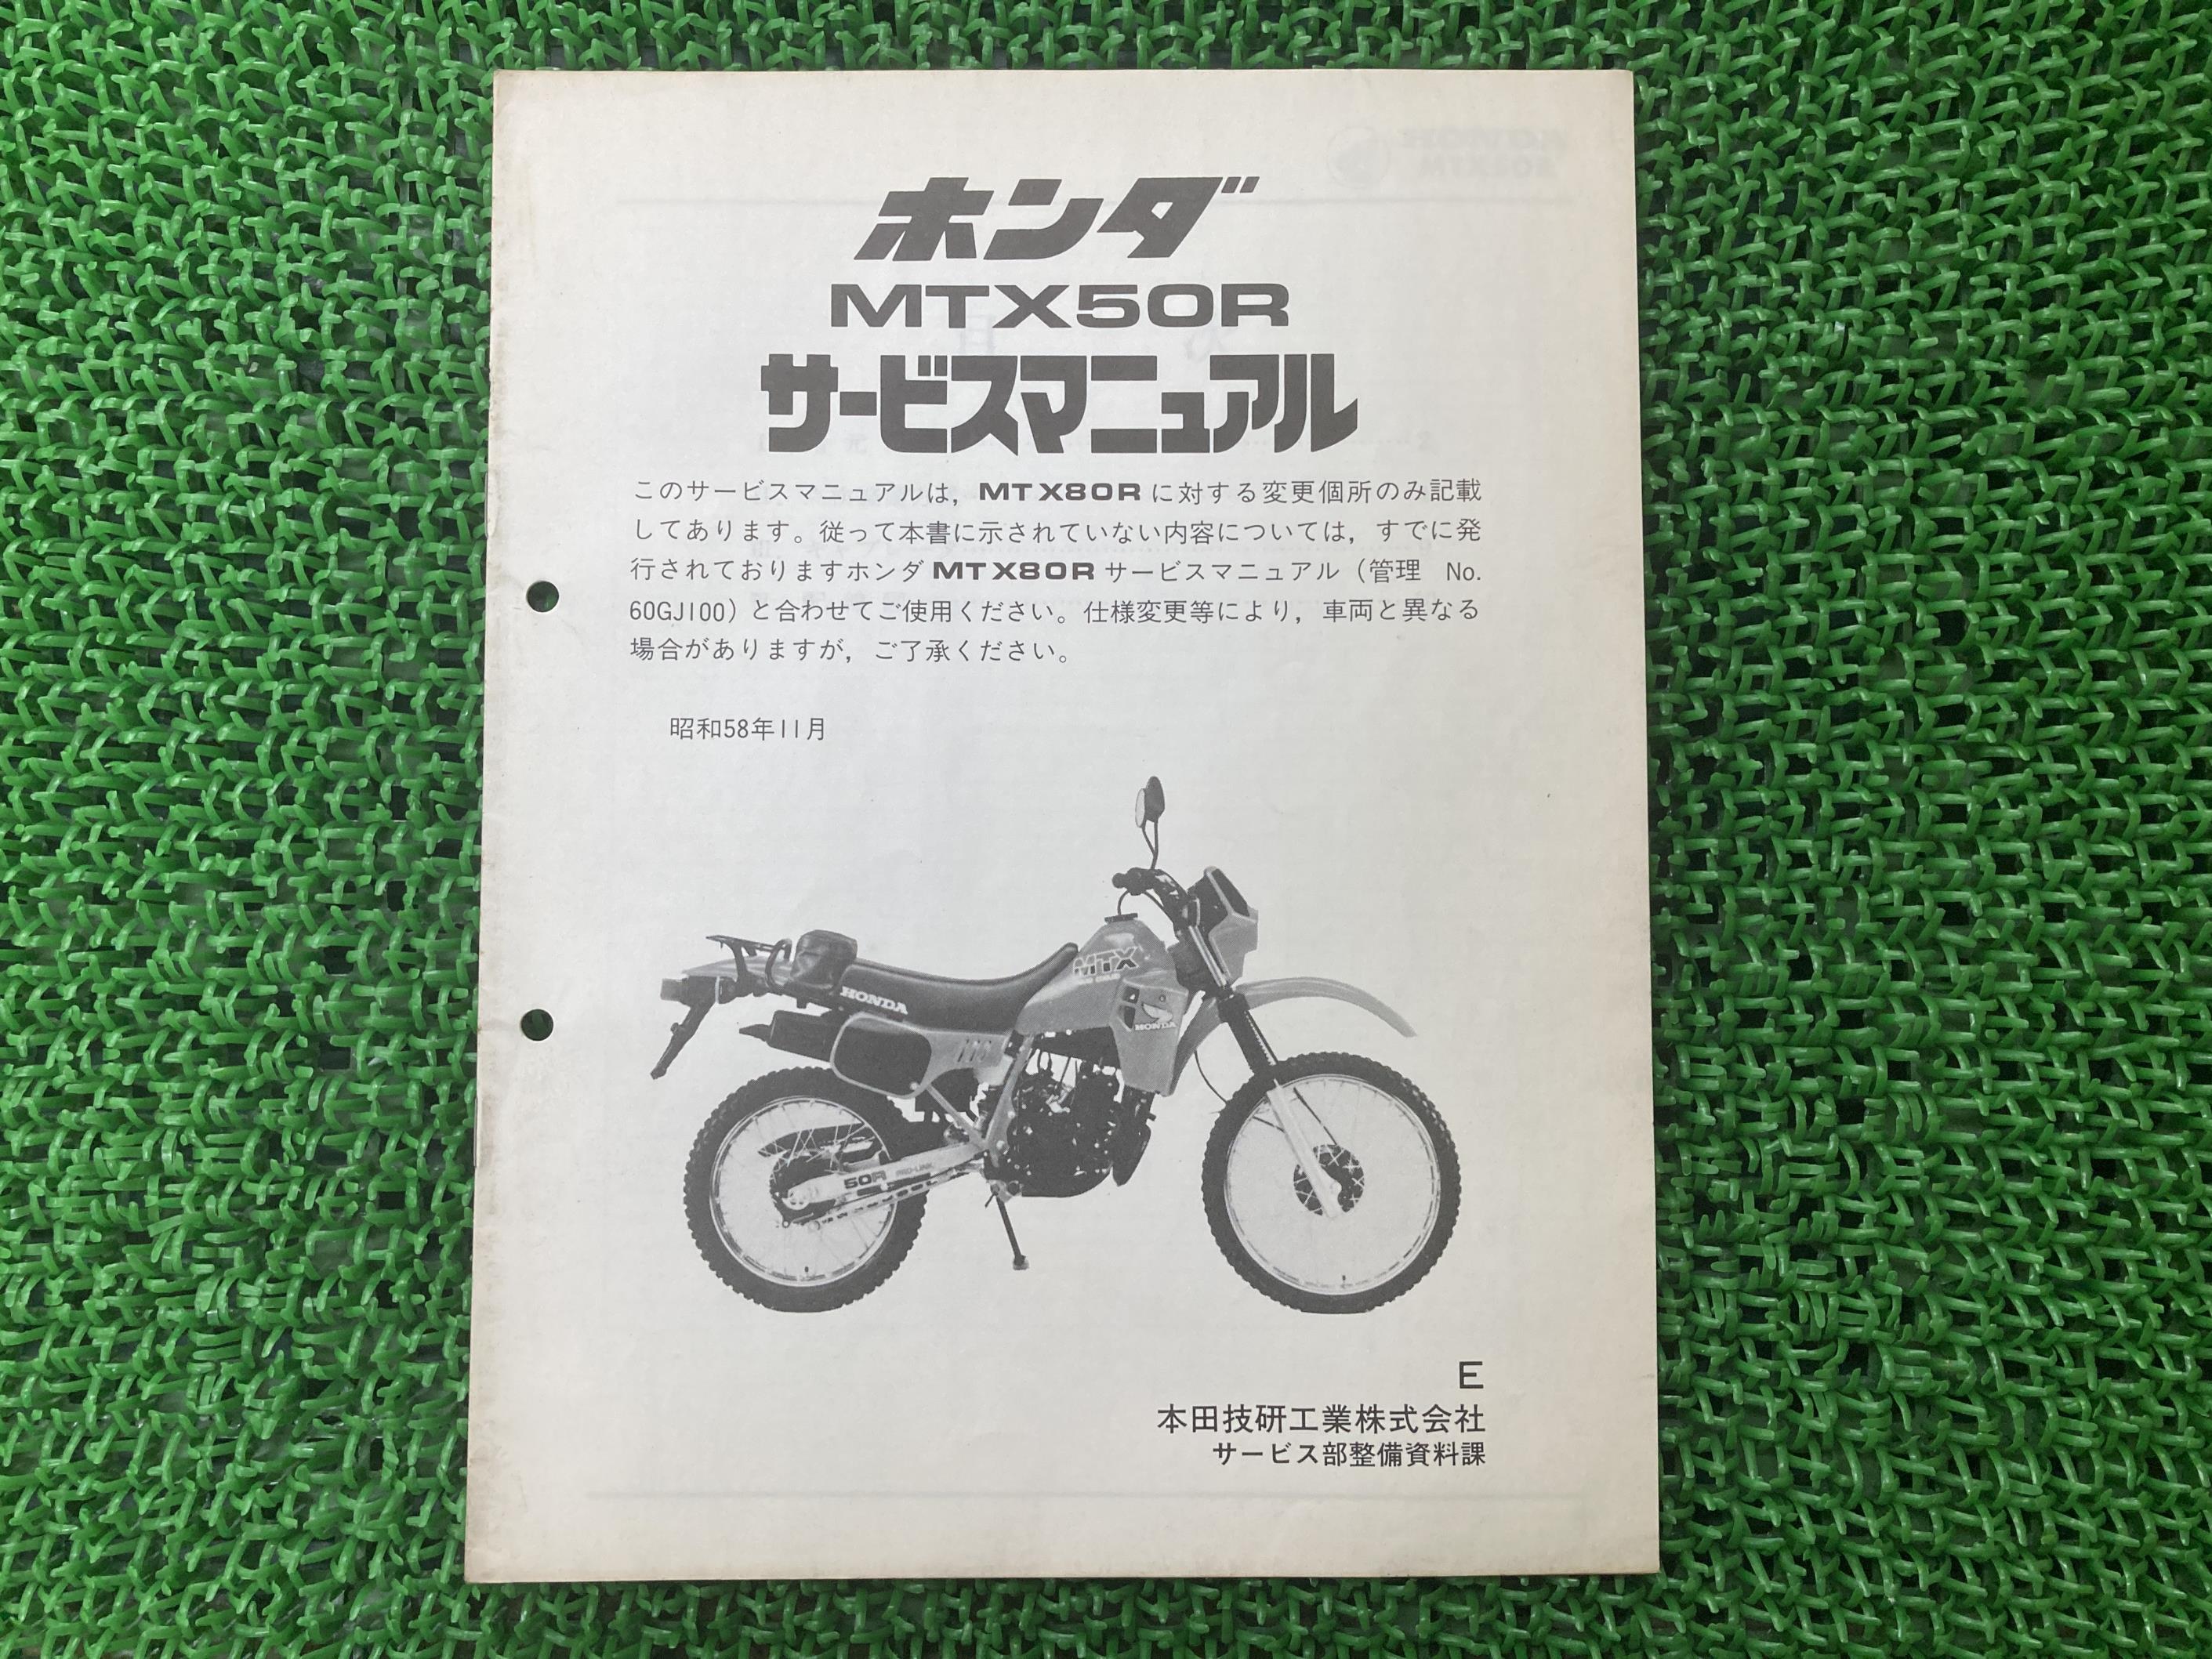 ホンダ
MTX50R
サービスマニュアル
このサービスマニュアルは，MTX80Rに対する変更個所のみ記載
してあります。従って本書に示されていない内容については，すでに発
行されておりますホンダMTX80Rサービスマニュアル（管理 No.
60GJ100）と合わせてご使用ください。仕様変更等により，車両と異なる
場合がありますが，ご了承ください。
昭和58年11月
MTX
HONDA
HONDA
50R PRO-LINK
E
本田技研工業株式会社
サービス部整備資料課